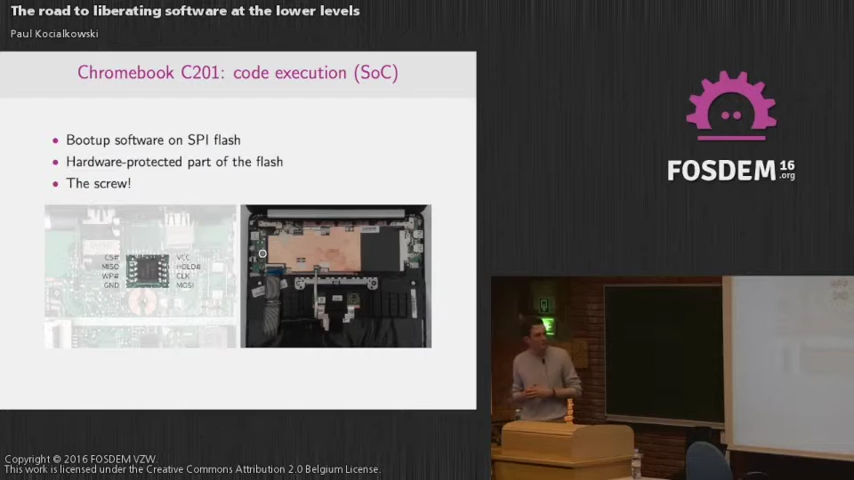 The road to liberating software at the lower levels
Paul Kocialkowski
Chromebook C201: code execution (SoC)
Bootup software on SPI flash
Hardware-protected part of the flash
The screw!
CS#
MISO
WP#
GND
VCC
HOLD#
CLK
MOSI
FOSDEM 16
.org
Copyright © 2016 FOSDEM VZW.
This work is licensed under the Creative Commons Attribution 2.0 Belgium License.